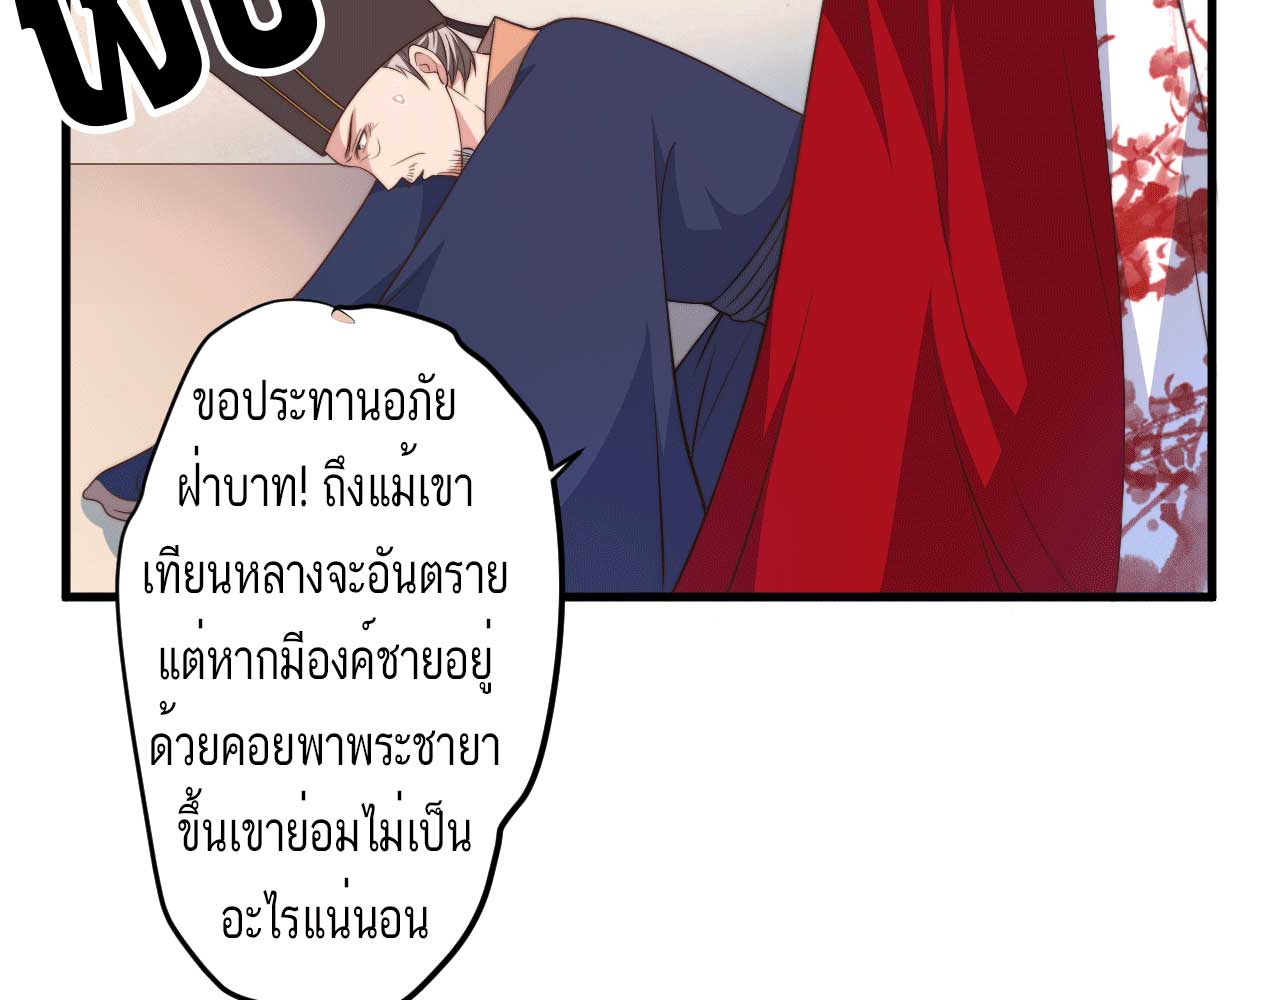 ขอประทานอภัย
ฝ่าบาท! ถึงแม้เขา
เทียนหลางจะอันตราย
แต่หากมีองค์ชายอยู่
ด้วยคอยพาพระชายา
ขึ้นเขาย่อมไม่เป็น
อะไรแน่นอน